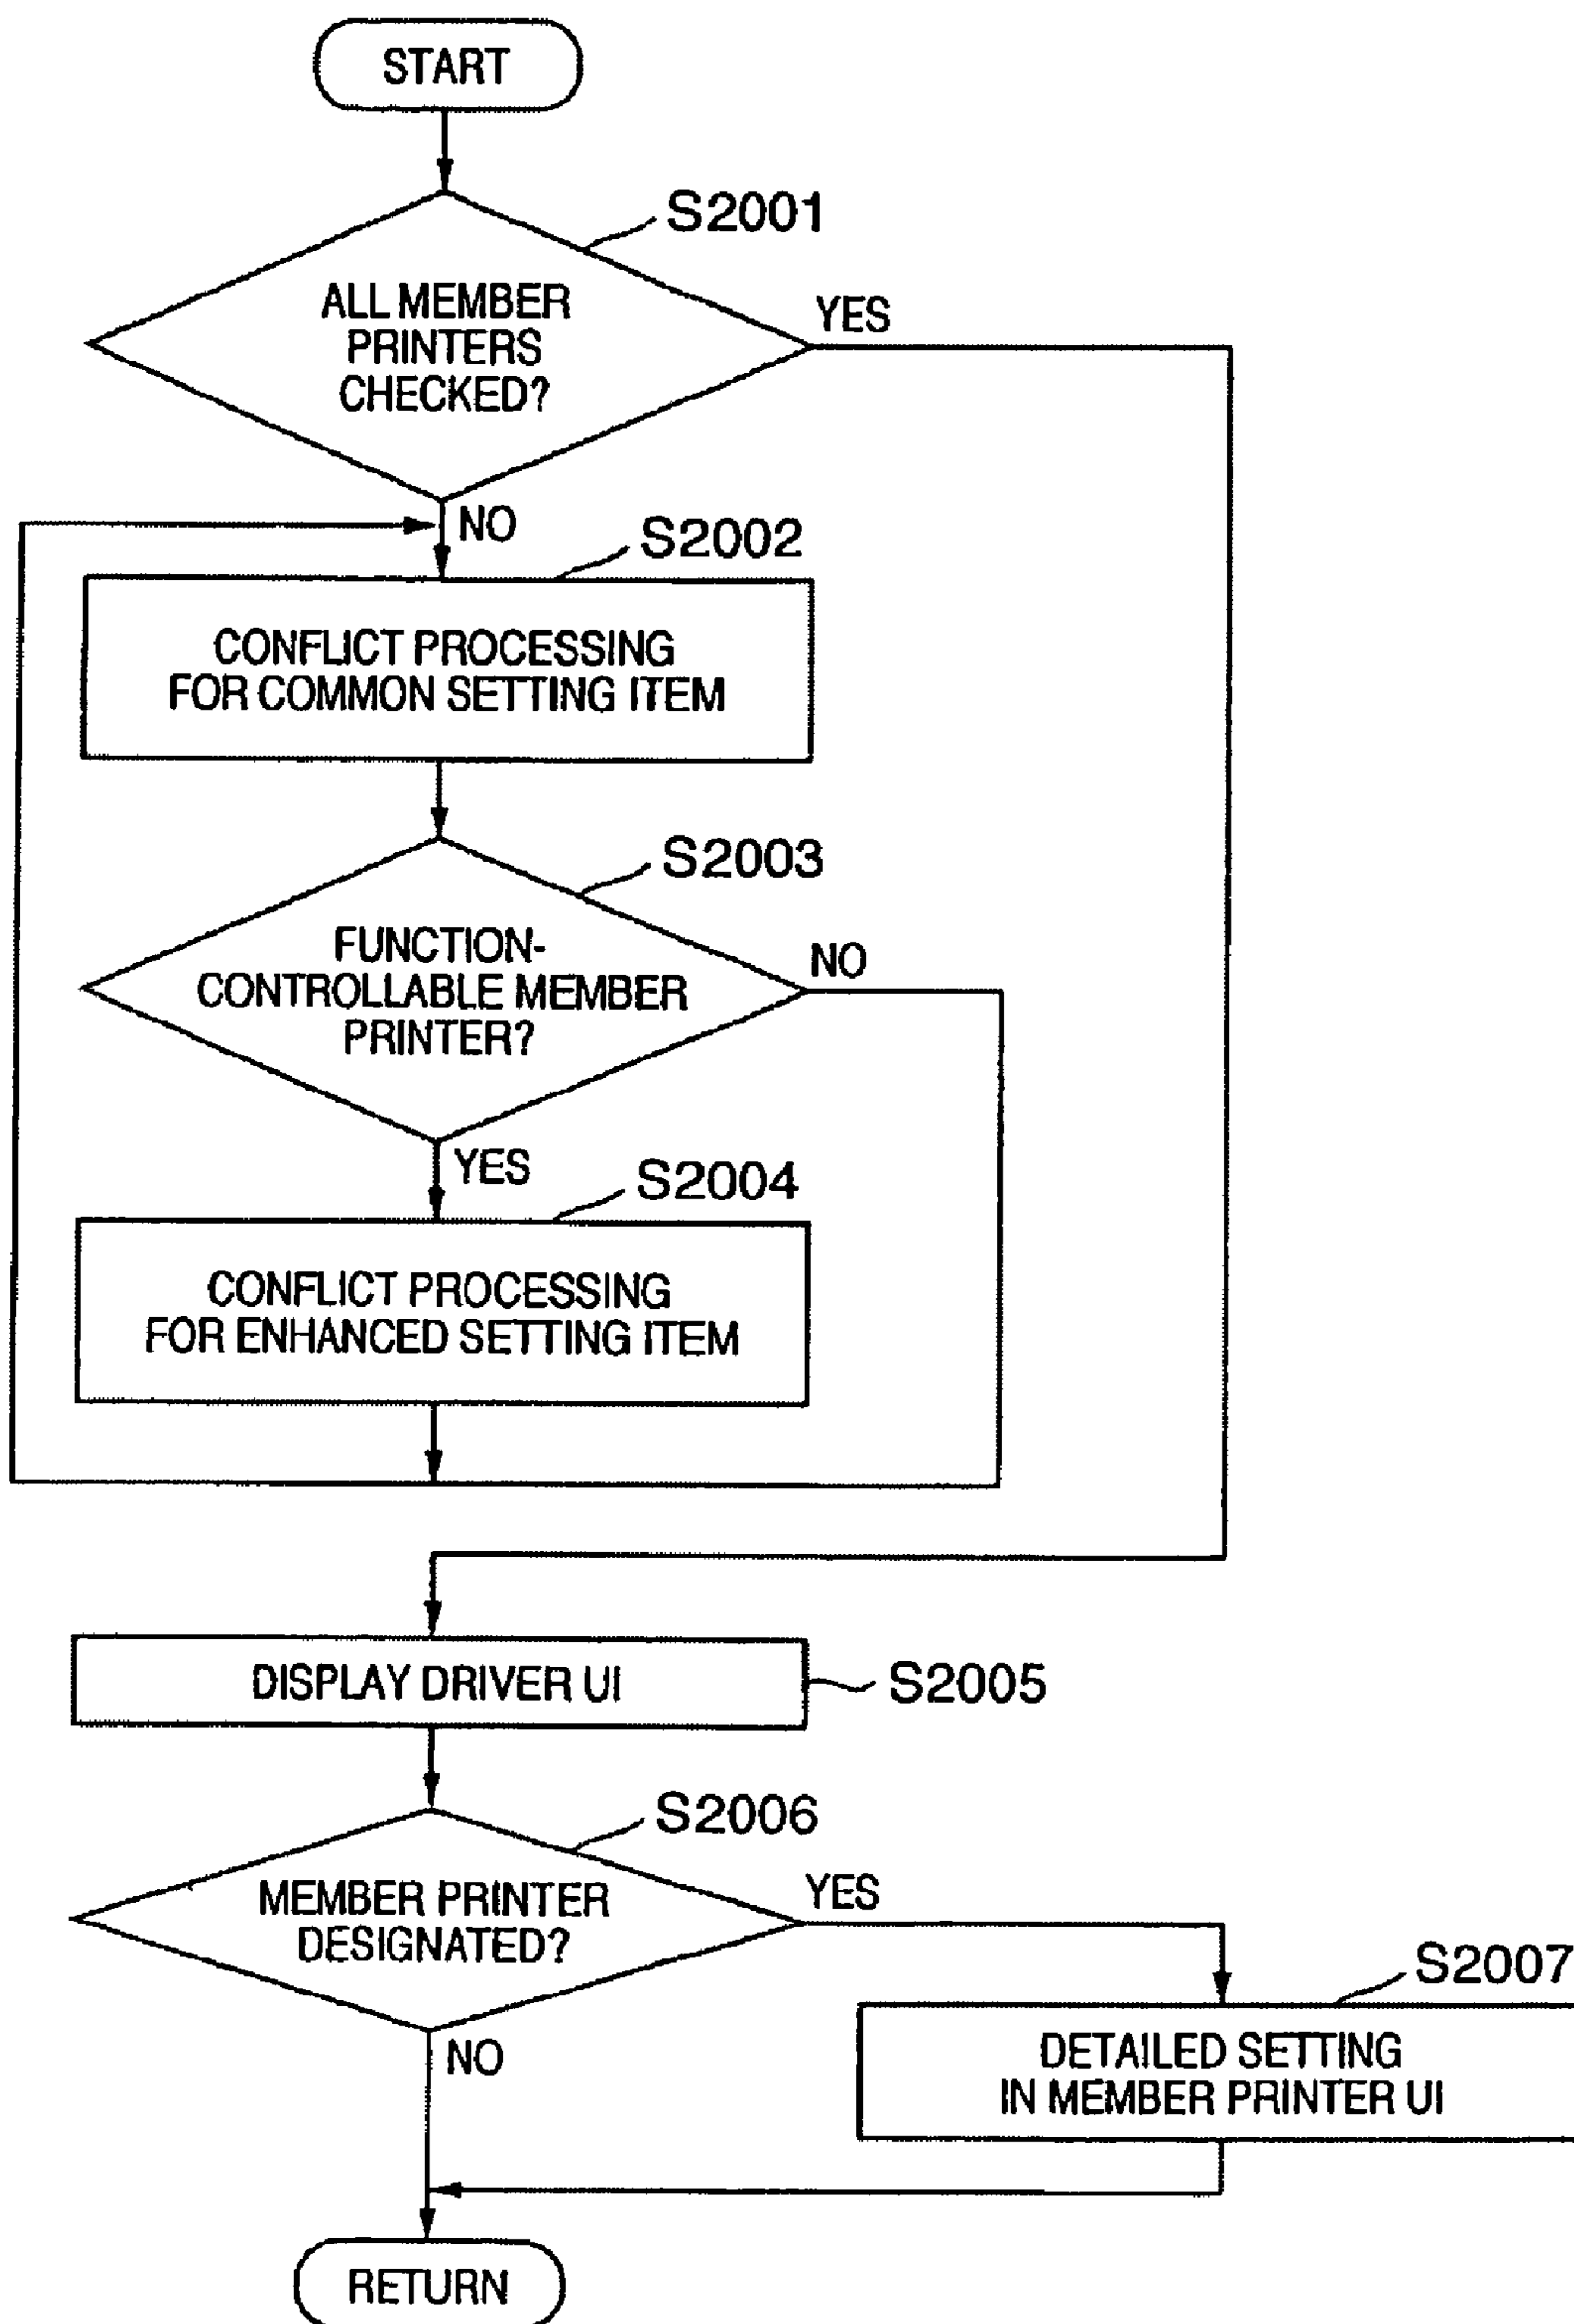 START
S2001
ALL MEMBER
PRINTERS
CHECKED?
YES
NO
S2002
CONFLICT PROCESSING
FOR COMMON SETTING ITEM
S2003
FUNCTION-
CONTROLLABLE MEMBER
PRINTER?
NO
YES
S2004
CONFLICT PROCESSING
FOR ENHANCED SETTING ITEM
DISPLAY DRIVER UI
S2005
S2006
MEMBER PRINTER
DESIGNATED?
YES
S2007
DETAILED SETTING
IN MEMBER PRINTER UI
NO
RETURN